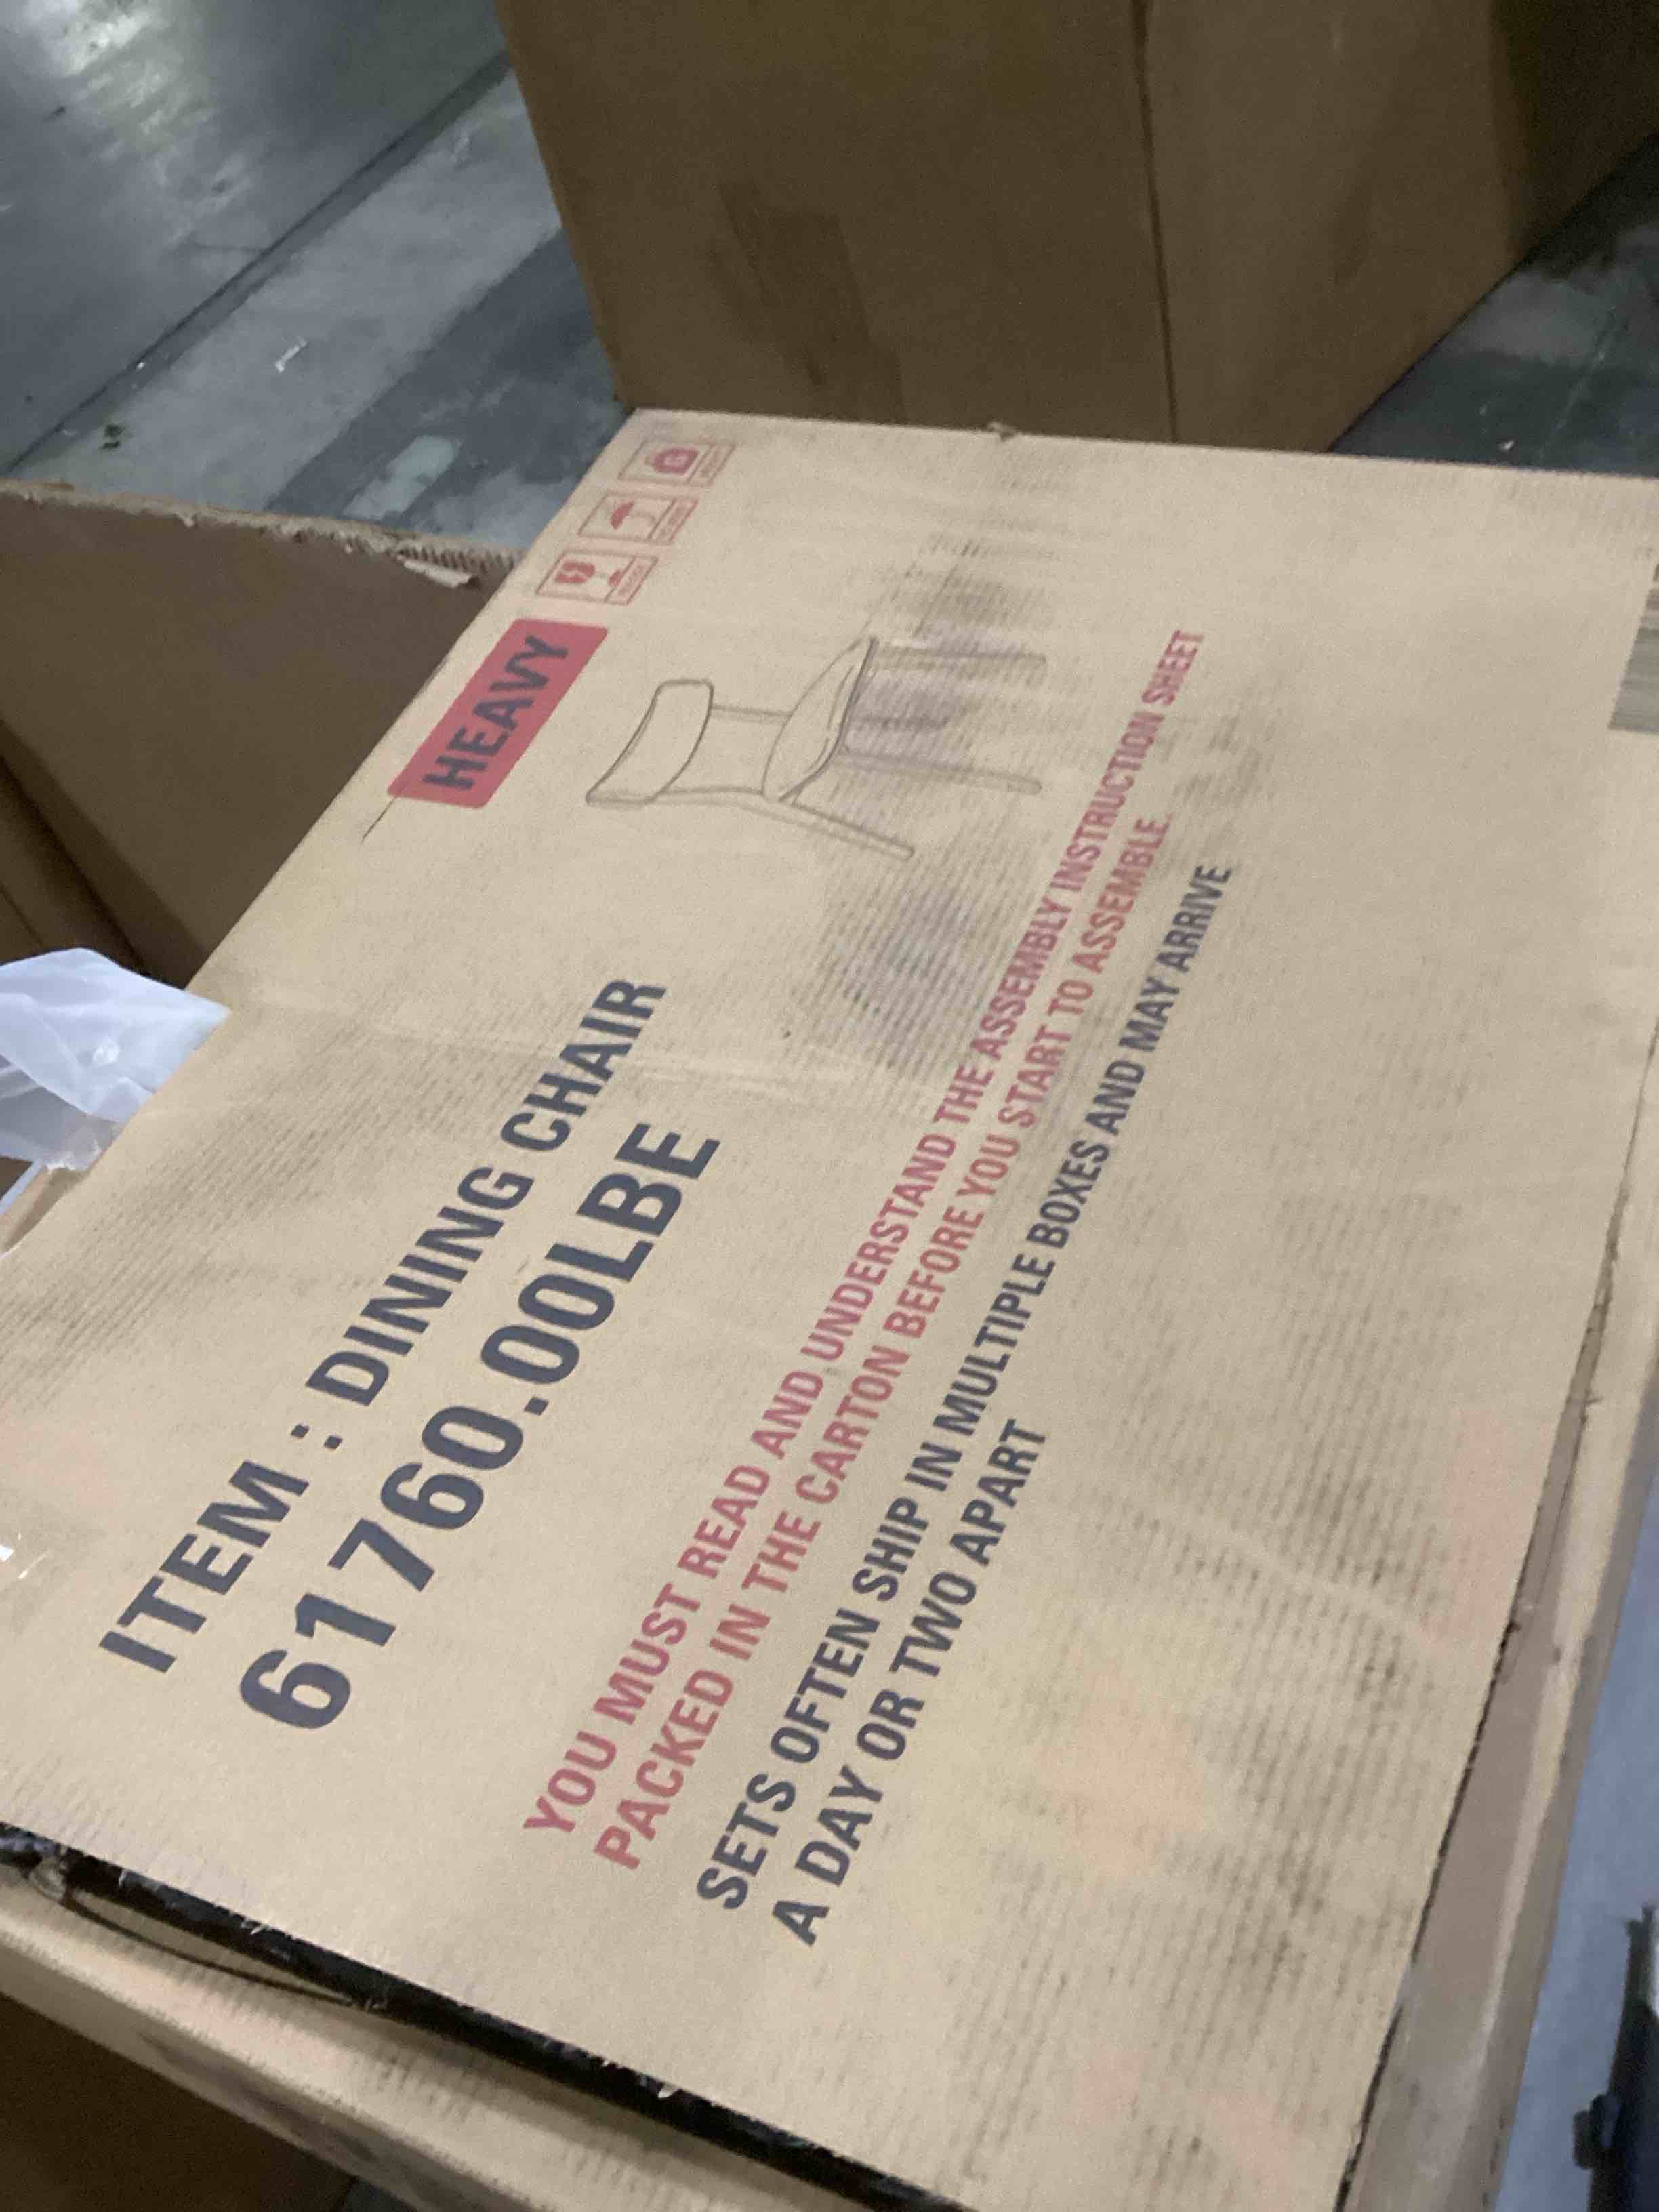 HEAVY
ITEM : DINING CHAIR
61760.00LBE
YOU MUST READ AND UNDERSTAND THE ASSEMBLY INSTRUCTION SHEET
PACKED IN THE CARTON BEFORE YOU START TO ASSEMBLE.
SETS OFTEN SHIP IN MULTIPLE BOXES AND MAY ARRIVE
A DAY OR TWO APART